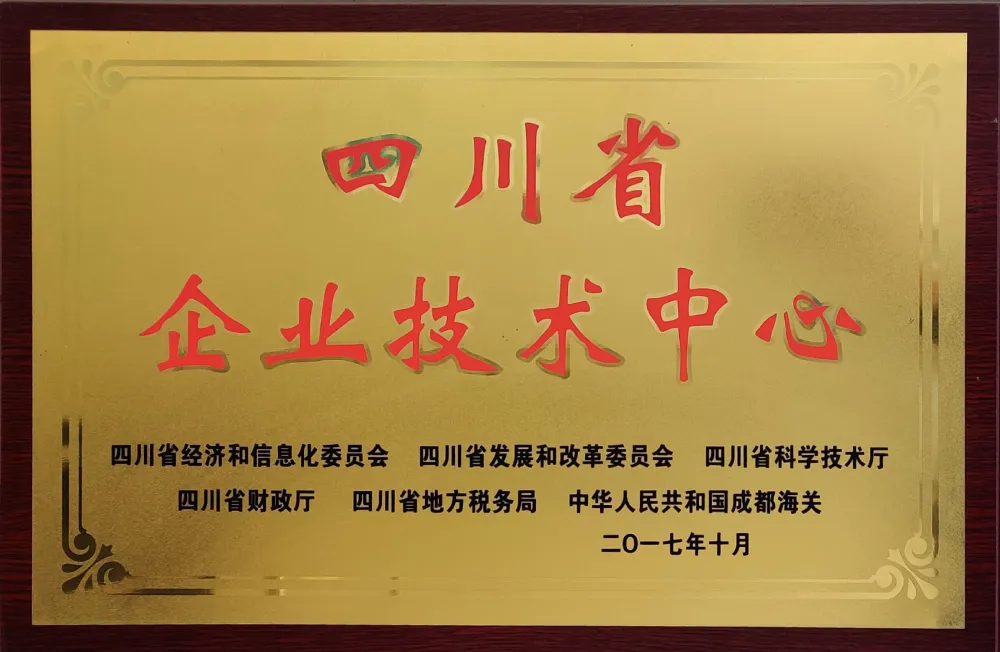 四川省
企业技术中心
四川省经济和信息化委员会 四川省发展和改革委员会 四川省科学技术厅
四川省财政厅 四川省地方税务局 中华人民共和国成都海关
二〇一七年十月